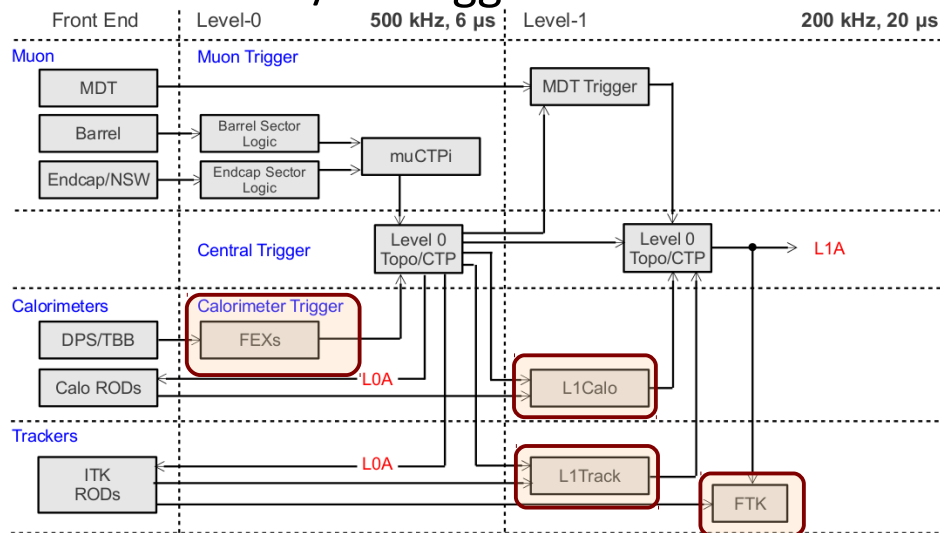 Front End
Level-0
500 kHz, 6 µs
Level-1
200 kHz, 20 µs
Muon
Muon Trigger
MDT
MDT Trigger
Barrel
Barrel Sector
Logic
muCTPi
Endcap/NSW
Endcap Sector
Logic
Central Trigger
Level 0
Topo/CTP
Level 0
Topo/CTP
L1A
Calorimeters
Calorimeter Trigger
DPS/TBB
FEXs
L0A
Calo RODs
L1Calo
Trackers
L0A
ITK
RODs
L1Track
FTK